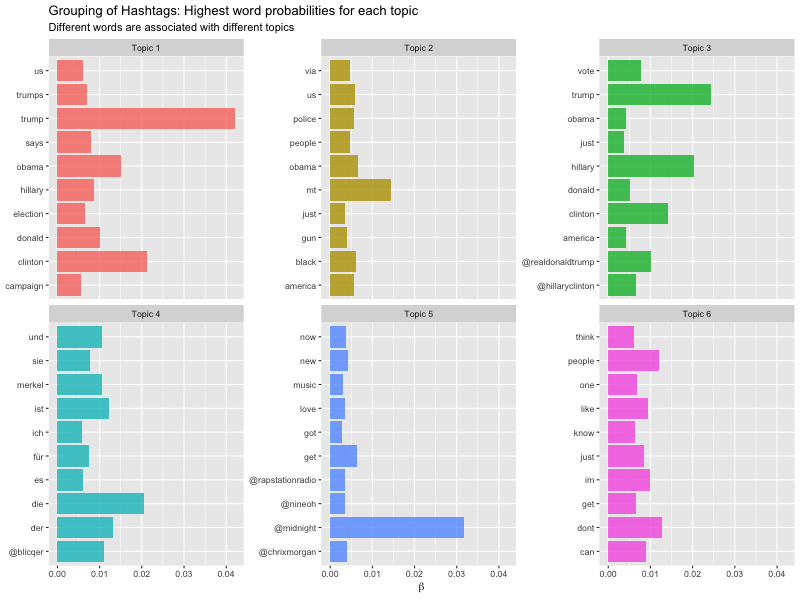 Grouping of Hashtags: Highest word probabilities for each topic
Different words are associated with different topics
Topic 1
us
trumps
trump
says
obama
hillary
election
donald
clinton
campaign
Topic 2
via
us
police
people
obama
mt
just
gun
black
america
Topic 3
vote
trump
obama
just
hillary
donald
clinton
america
@realdonaldtrump
@hillaryclinton
Topic 4
und
sie
merkel
ist
ich
für
es
die
der
@blicqer
0.00 0.01 0.02 0.03 0.04
Topic 5
now
new
music
love
got
get
@rapstationradio
@nineoh
@midnight
@chrixmorgan
0.00 0.01 0.02 0.03 0.04
Topic 6
think
people
one
like
know
just
im
get
dont
can
0.00 0.01 0.02 0.03 0.04
β